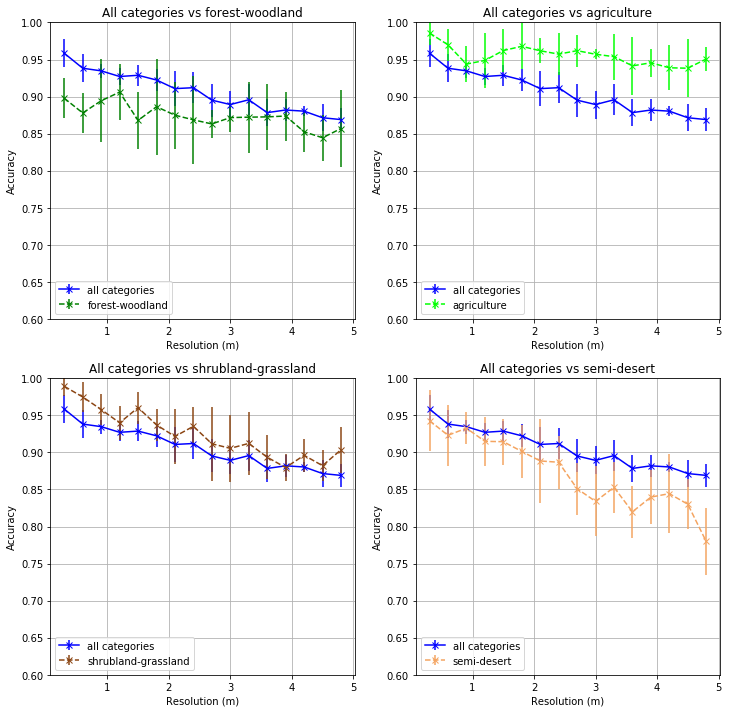 All categories vs forest-woodland
1.00
0.95
0.90
0.85
0.80
0.75
0.70
0.65
0.60
Accuracy
all categories
forest-woodland
1 2 3 4 5
Resolution (m)
All categories vs agriculture
1.00
0.95
0.90
0.85
0.80
0.75
0.70
0.65
0.60
Accuracy
all categories
agriculture
1 2 3 4 5
Resolution (m)
All categories vs shrubland-grassland
1.00
0.95
0.90
0.85
0.80
0.75
0.70
0.65
0.60
Accuracy
all categories
shrubland-grassland
1 2 3 4 5
Resolution (m)
All categories vs semi-desert
1.00
0.95
0.90
0.85
0.80
0.75
0.70
0.65
0.60
Accuracy
all categories
semi-desert
1 2 3 4 5
Resolution (m)